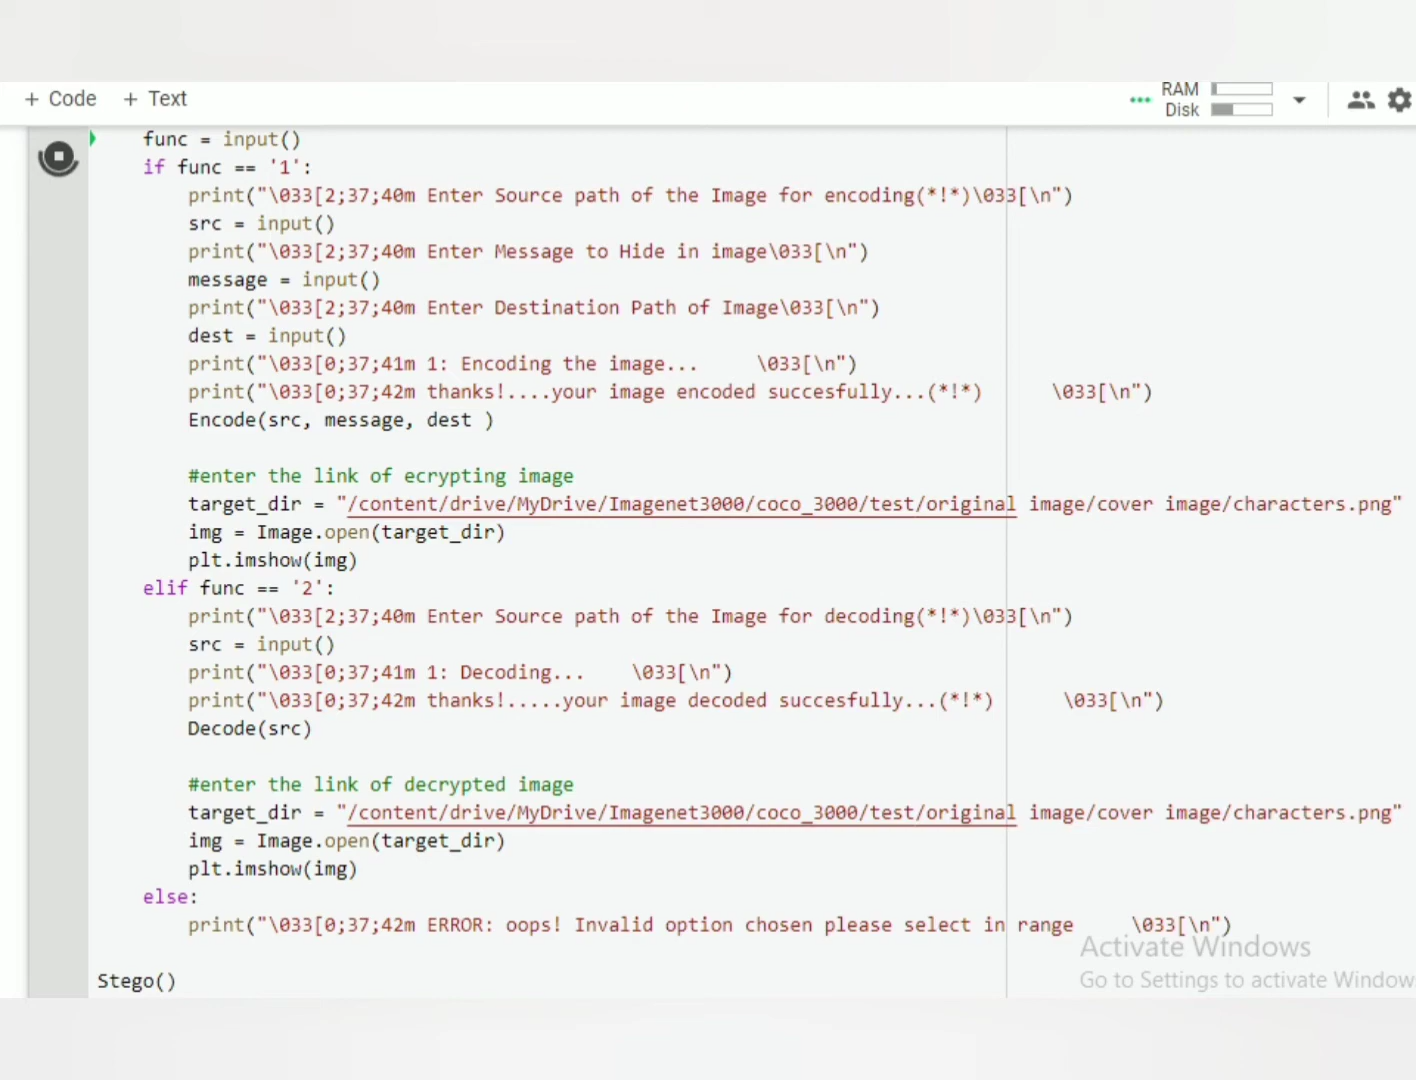 + Code + Text
RAM
Disk
func = input()
if func == '1':
print("\033[2;37;40m Enter Source path of the Image for encoding(*!*)\033[\n")
src = input()
print("\033[2;37;40m Enter Message to Hide in image\033[\n")
message = input()
print("\033[2;37;40m Enter Destination Path of Image\033[\n")
dest = input()
print("\033[0;37;41m 1: Encoding the image...     \033[\n")
print("\033[0;37;42m thanks!....your image encoded succesfully...(*!*)      \033[\n")
Encode(src, message, dest )
#enter the link of ecrypting image
target_dir = "/content/drive/MyDrive/Imagenet3000/coco_3000/test/original image/cover image/characters.png"
img = Image.open(target_dir)
plt.imshow(img)
elif func == '2':
print("\033[2;37;40m Enter Source path of the Image for decoding(*!*)\033[\n")
src = input()
print("\033[0;37;41m 1: Decoding...    \033[\n")
print("\033[0;37;42m thanks!.....your image decoded succesfully...(*!*)      \033[\n")
Decode(src)
#enter the link of decrypted image
target_dir = "/content/drive/MyDrive/Imagenet3000/coco_3000/test/original image/cover image/characters.png"
img = Image.open(target_dir)
plt.imshow(img)
else:
print("\033[0;37;42m ERROR: oops! Invalid option chosen please select in range     \033[\n")
Stego()
Activate Windows
Go to Settings to activate Window